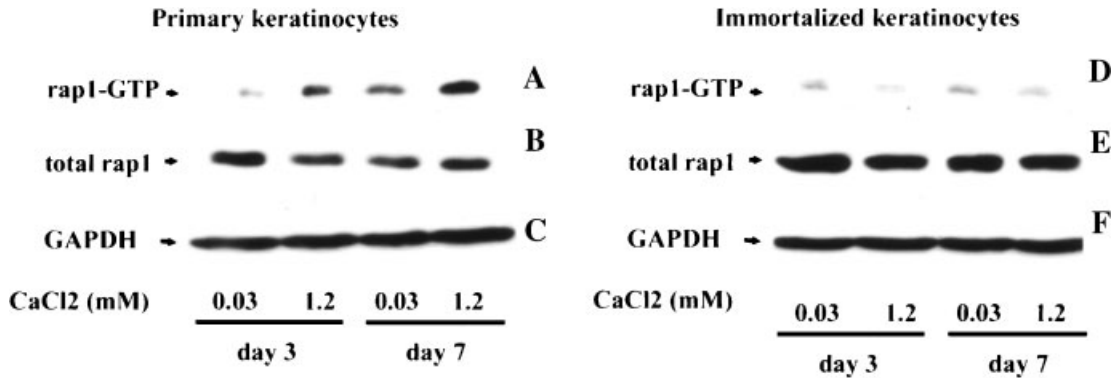 Primary keratinocytes
Immortalized keratinocytes
rap1-GTP
A
total rap1
B
GAPDH
C
CaCl2 (mM) 0.03 1.2 0.03 1.2
day 3 day 7
rap1-GTP
D
total rap1
E
GAPDH
F
CaCl2 (mM) 0.03 1.2 0.03 1.2
day 3 day 7